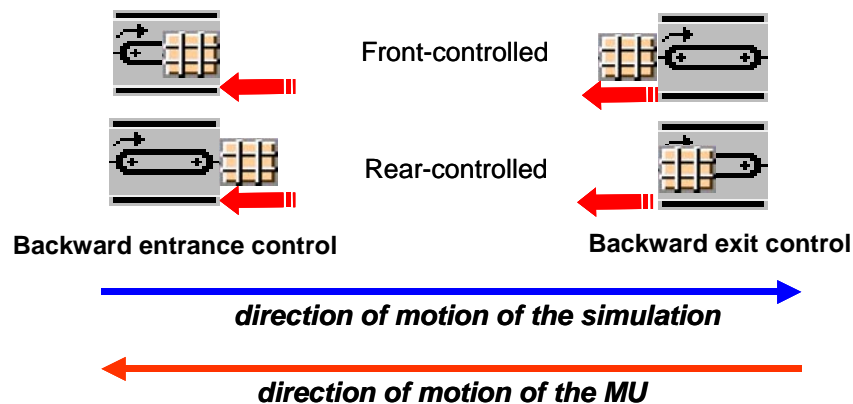 Front-controlled
Rear-controlled
Backward entrance control
Backward exit control
direction of motion of the simulation
direction of motion of the MU